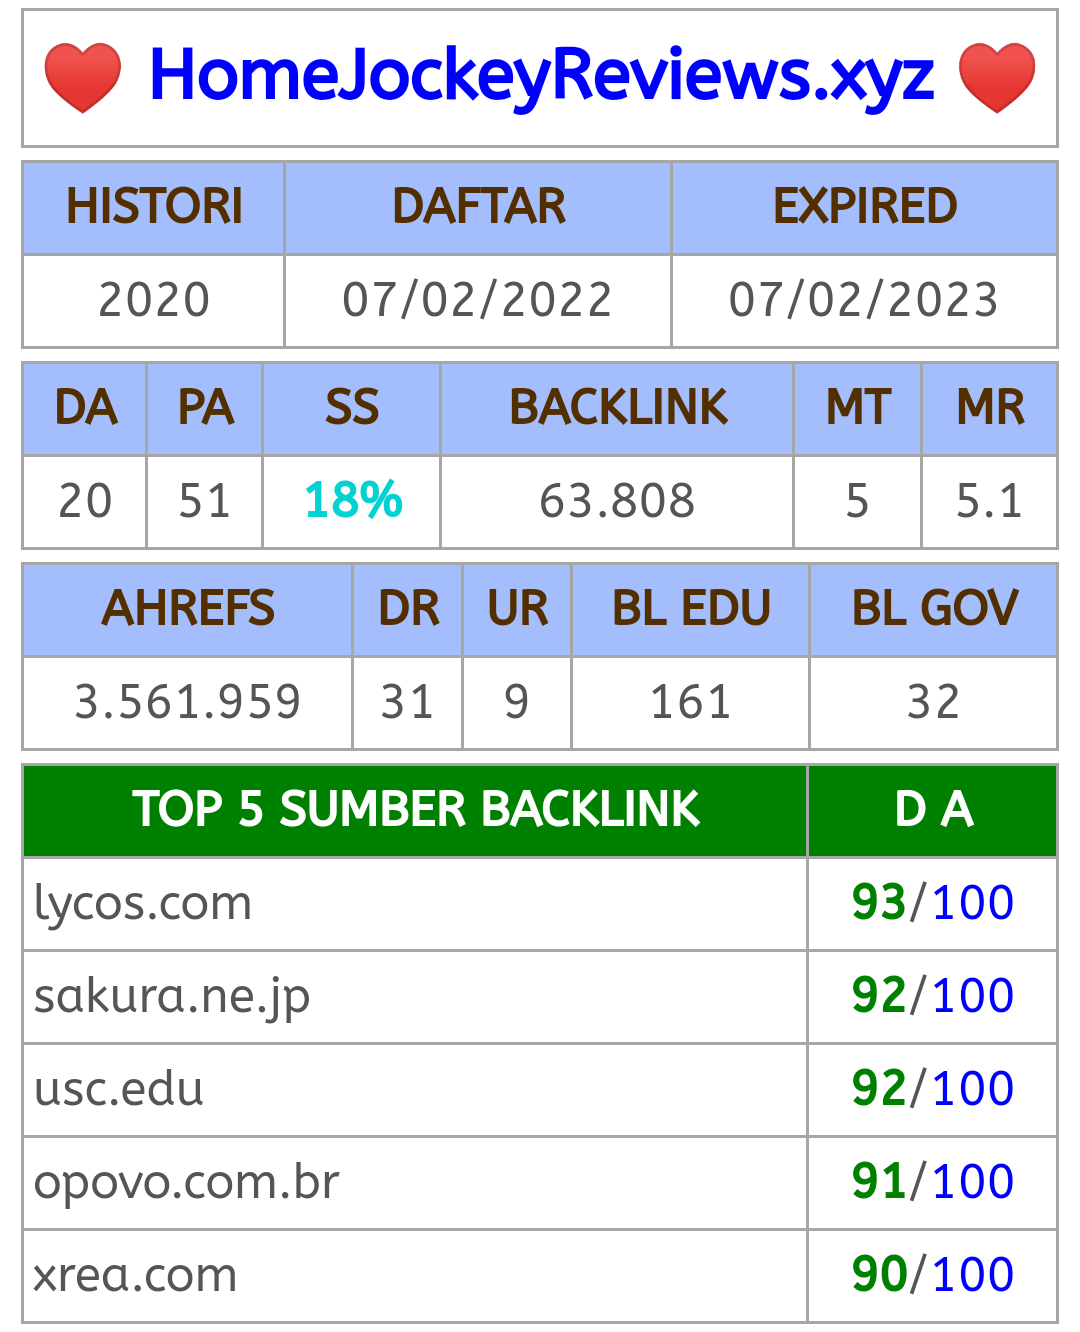 HomeJockeyReviews.xyz
HISTORI DAFTAR EXPIRED
2020 07/02/2022 07/02/2023
DA PA SS BACKLINK MT MR
20 51 18% 63.808 5 5.1
AHREFS DR UR BL EDU BL GOV
3.561.959 31 9 161 32
TOP 5 SUMBER BACKLINK D A
lycos.com 93/100
sakura.ne.jp 92/100
usc.edu 92/100
opovo.com.br 91/100
xrea.com 90/100